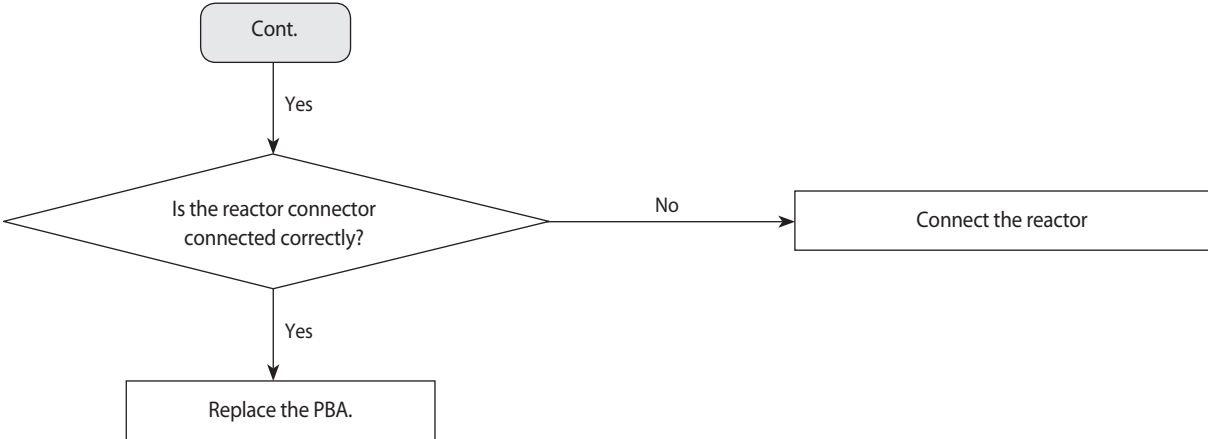 Cont.
Yes
Is the reactor connector
connected correctly?
No
Connect the reactor
Yes
Replace the PBA.